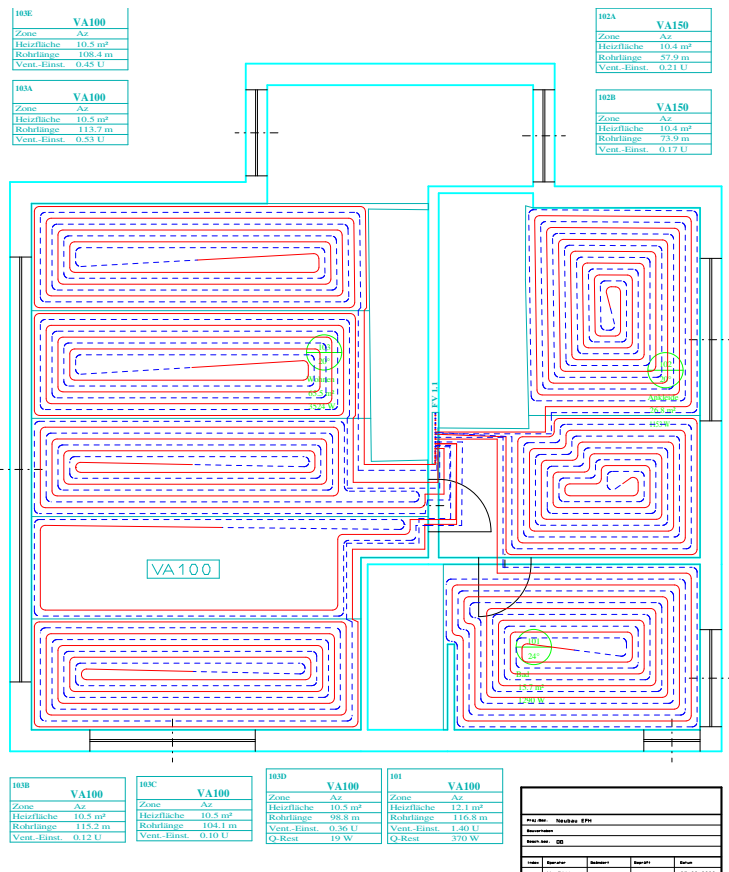 103E
VA100
Zone Az
Heizfläche 10.5 m²
Rohrlänge 108.4 m
Vent.-Einst. 0.45 U
102A
VA150
Zone Az
Heizfläche 10.4 m²
Rohrlänge 57.9 m
Vent.-Einst. 0.21 U
103A
VA100
Zone Az
Heizfläche 10.5 m²
Rohrlänge 113.7 m
Vent.-Einst. 0.53 U
102B
VA150
Zone Az
Heizfläche 10.4 m²
Rohrlänge 73.9 m
Vent.-Einst. 0.17 U
VA100
101
24°
Bad
103B
VA100
Zone Az
Heizfläche 10.5 m²
Rohrlänge 115.2 m
Vent.-Einst. 0.12 U
103C
VA100
Zone Az
Heizfläche 10.5 m²
Rohrlänge 104.1 m
Vent.-Einst. 0.10 U
103D
VA100
Zone Az
Heizfläche 10.5 m²
Rohrlänge 98.8 m
Vent.-Einst. 0.36 U
Q-Rest 19 W
101
VA100
Zone Az
Heizfläche 12.1 m²
Rohrlänge 116.8 m
Vent.-Einst. 1.40 U
Q-Rest 370 W
Neubau EFH
Bauvorhaben
Index
Datum